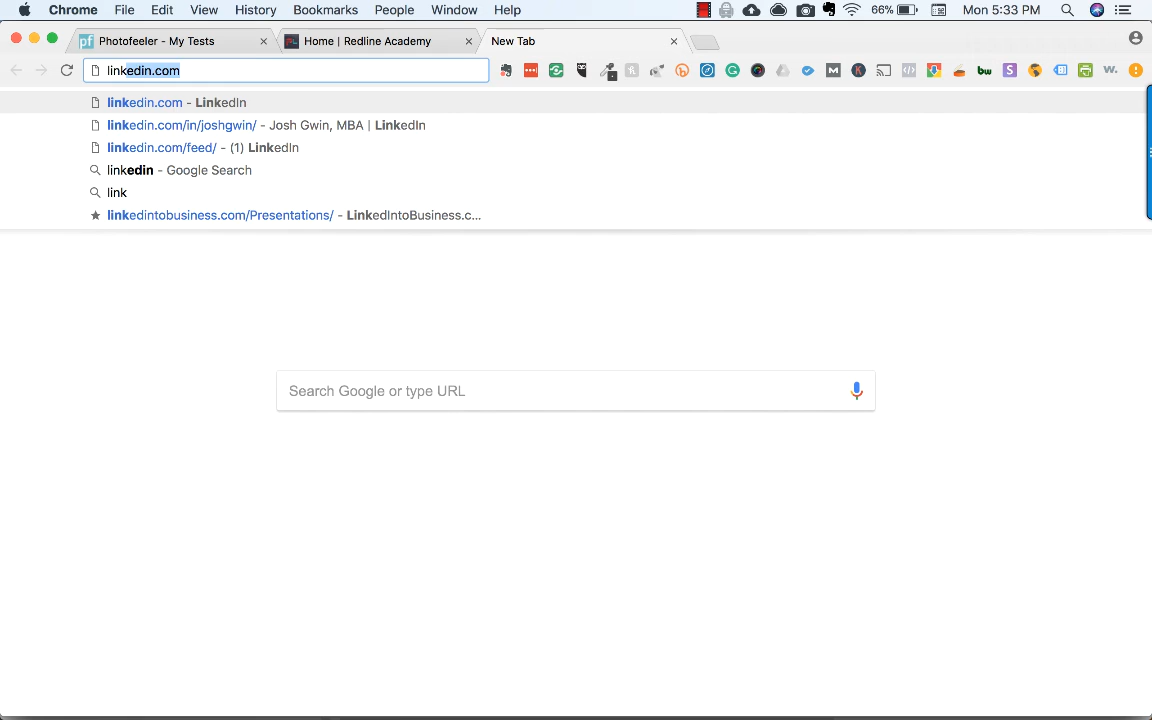 Chrome File Edit View History Bookmarks People Window Help 66% Mon 5:33 PM
Photofeeler - My Tests Home | Redline Academy New Tab
linkedin.com
linkedin.com - LinkedIn
linkedin.com/in/joshgwin/ - Josh Gwin, MBA | LinkedIn
linkedin.com/feed/ - (1) LinkedIn
linkedin - Google Search
link
linkedintobusiness.com/Presentations/ - LinkedIntoBusiness.c...
Search Google or type URL